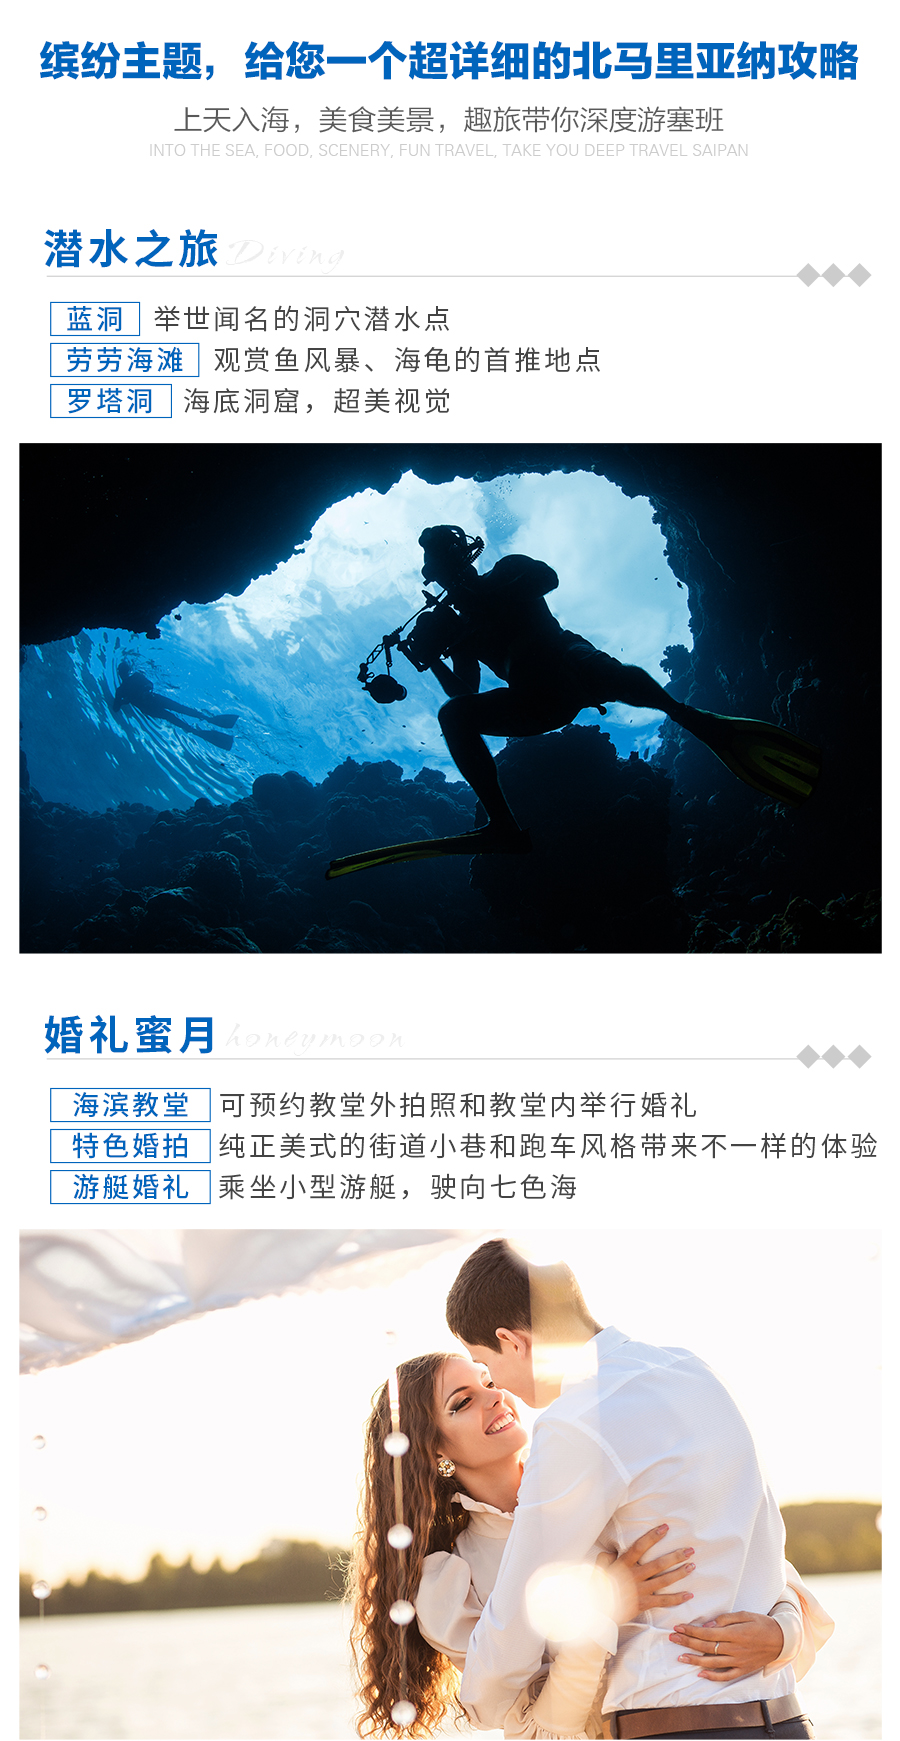 缤纷主题，给您一个超详细的北马里亚纳攻略
上天入海，美食美景，趣旅带你深度游塞班
INTO THE SEA, FOOD, SCENERY, FUN TRAVEL, TAKE YOU DEEP TRAVEL SAIPAN
潜水之旅 Diving
蓝洞 举世闻名的洞穴潜水点
劳劳海滩 观赏鱼风暴、海龟的首推地点
罗塔洞 海底洞窟，超美视觉
婚礼蜜月 honeymoon
海滨教堂 可预约教堂外拍照和教堂内举行婚礼
特色婚拍 纯正美式的街道小巷和跑车风格带来不一样的体验
游艇婚礼 乘坐小型游艇，驶向七色海